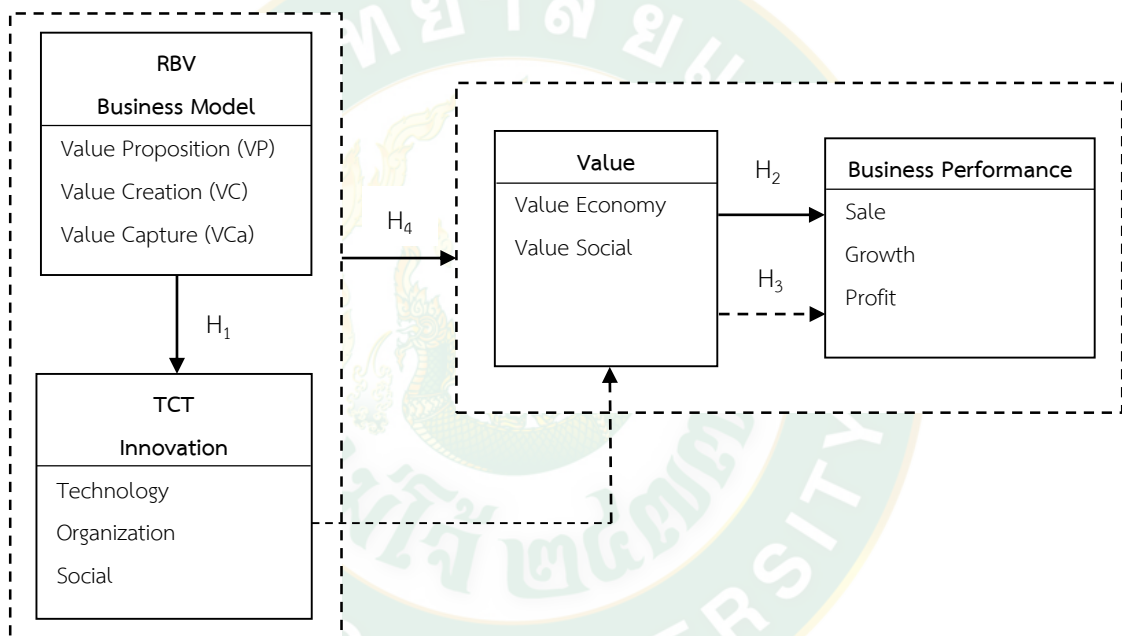 RBV
Business Model
Value Proposition (VP)
Value Creation (VC)
Value Capture (VCa)
H₁
TCT
Innovation
Technology
Organization
Social
H₄
Value
Value Economy
Value Social
H₂
H₃
Business Performance
Sale
Growth
Profit